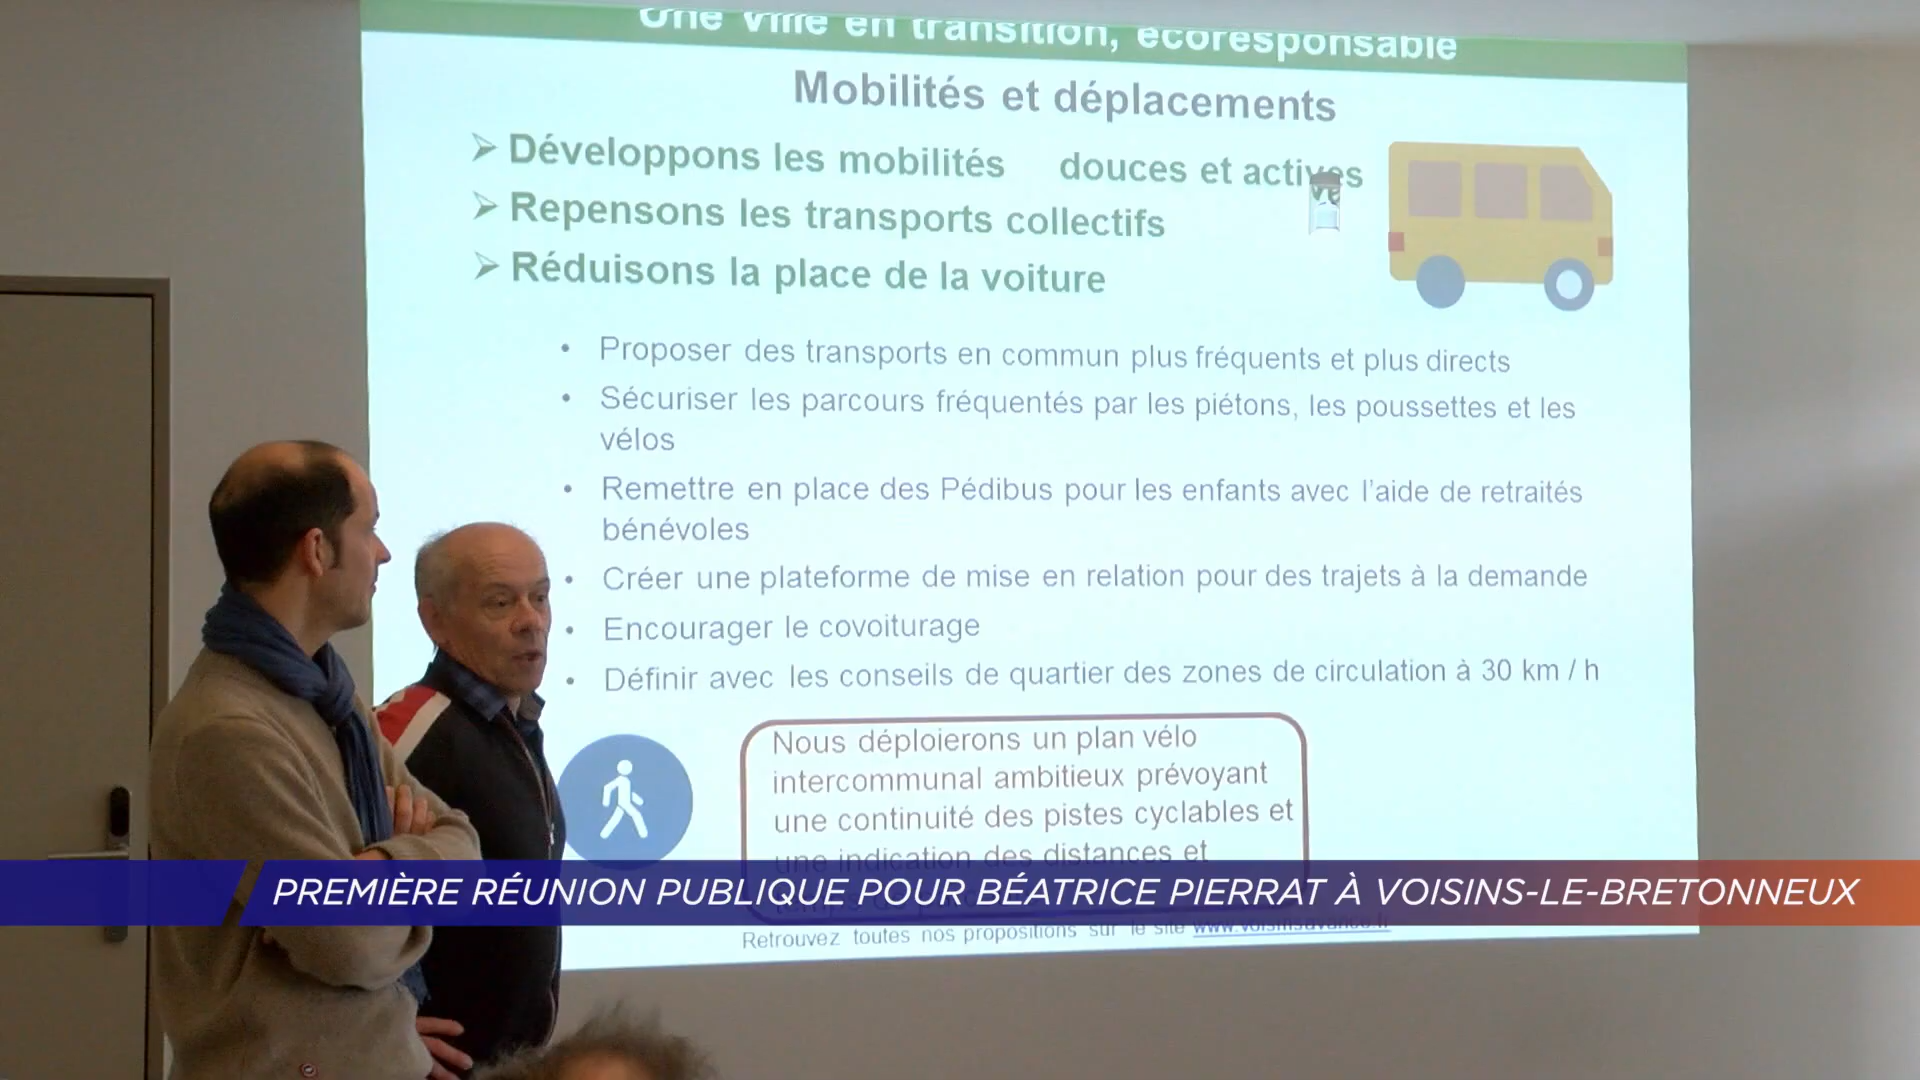 Une ville en transition, écoresponsable
Mobilités et déplacements
➢ Développons les mobilités douces et actives
➢ Repensons les transports collectifs
➢ Réduisons la place de la voiture
• Proposer des transports en commun plus fréquents et plus directs
• Sécuriser les parcours fréquentés par les piétons, les poussettes et les
vélos
• Remettre en place des Pédibus pour les enfants avec l'aide de retraités
bénévoles
• Créer une plateforme de mise en relation pour des trajets à la demande
• Encourager le covoiturage
• Définir avec les conseils de quartier des zones de circulation à 30 km / h
Nous déploierons un plan vélo
intercommunal ambitieux prévoyant
une continuité des pistes cyclables et
une indication des distances et
PREMIÈRE RÉUNION PUBLIQUE POUR BÉATRICE PIERRAT À VOISINS-LE-BRETONNEUX
Retrouvez toutes nos propositions sur le site www.voisinsavance.fr